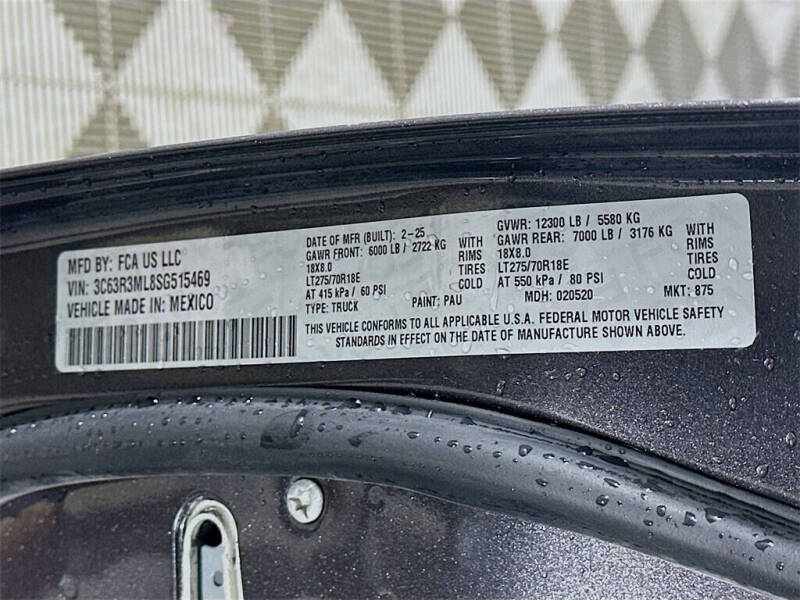 MFD BY: FCA US LLC
VIN: 3C63R3ML8SG515469
VEHICLE MADE IN: MEXICO
DATE OF MFR (BUILT): 2-25
GAWR FRONT: 6000 LB / 2722 KG WITH
18X8.0 RIMS
LT275/70R18E TIRES
AT 415 kPa / 60 PSI AT
TYPE: TRUCK PAINT: PAU
GVWR: 12300 LB / 5580 KG
GAWR REAR: 7000 LB / 3176 KG WITH
18X8.0 RIMS
LT275/70R18E TIRES
AT 550 kPa / 80 PSI
MDH: 020520 MKT: 875
THIS VEHICLE CONFORMS TO ALL APPLICABLE U.S.A. FEDERAL MOTOR VEHICLE SAFETY
STANDARDS IN EFFECT ON THE DATE OF MANUFACTURE SHOWN ABOVE.